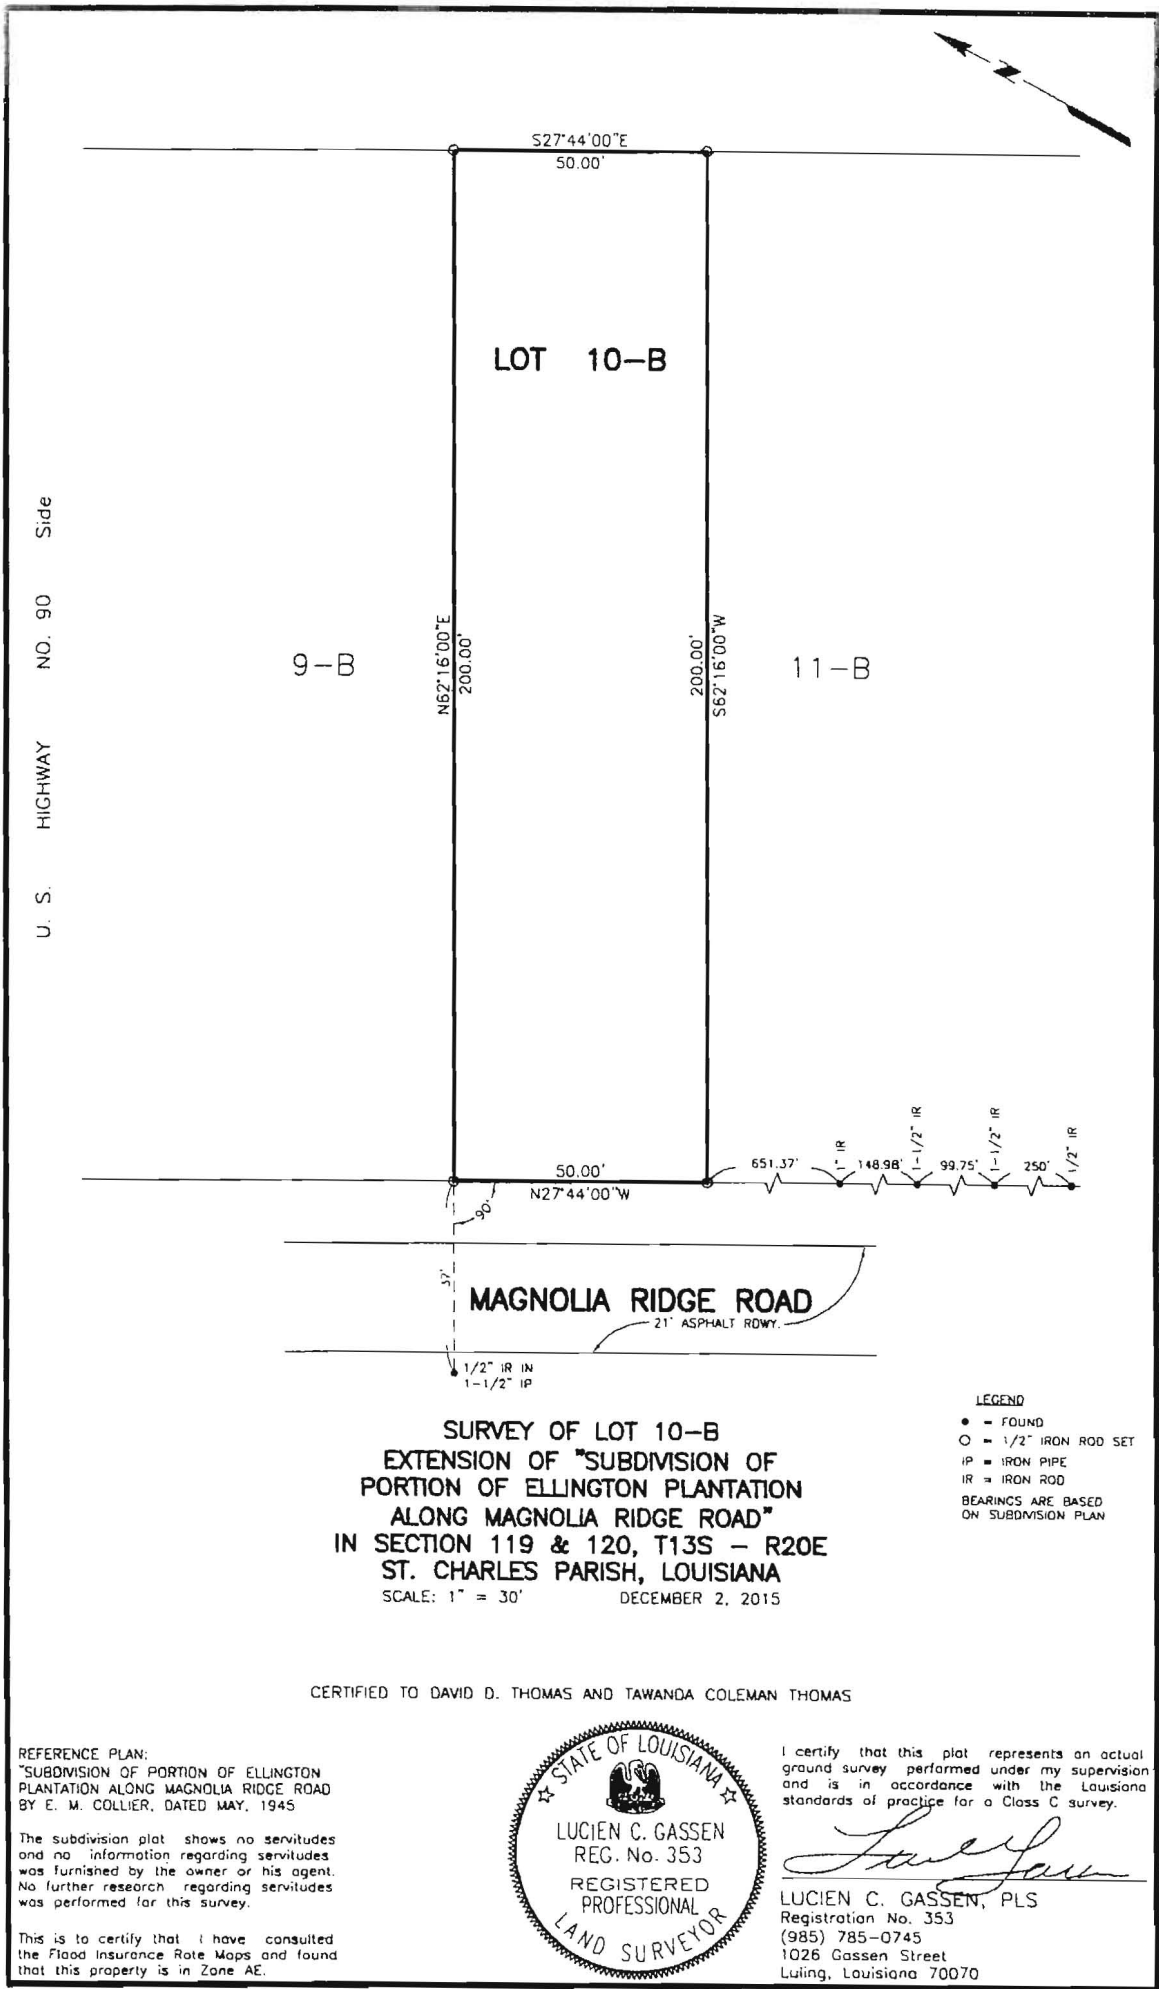 N
S27°44'00"E
50.00'
LOT 10-B
U. S. HIGHWAY NO. 90 Side
9-B
N62°16'00"E
200.00'
200.00'
S62°16'00"W
11-B
50.00'
N27°44'00"W
651.37'
1" IR
148.98'
1-1/2" IR
99.75'
1-1/2" IR
250'
1/2" IR
90°
37'
MAGNOLIA RIDGE ROAD
21' ASPHALT RDWY.
1/2" IR IN
1-1/2" IP
LEGEND
● = FOUND
○ = 1/2" IRON ROD SET
IP = IRON PIPE
IR = IRON ROD
BEARINGS ARE BASED
ON SUBDIVISION PLAN
SURVEY OF LOT 10-B
EXTENSION OF "SUBDIVISION OF
PORTION OF ELLINGTON PLANTATION
ALONG MAGNOLIA RIDGE ROAD"
IN SECTION 119 & 120, T13S - R20E
ST. CHARLES PARISH, LOUISIANA
SCALE: 1" = 30' DECEMBER 2, 2015
CERTIFIED TO DAVID D. THOMAS AND TAWANDA COLEMAN THOMAS
REFERENCE PLAN:
"SUBDIVISION OF PORTION OF ELLINGTON
PLANTATION ALONG MAGNOLIA RIDGE ROAD
BY E. M. COLLIER, DATED MAY, 1945
The subdivision plat shows no servitudes
and no information regarding servitudes
was furnished by the owner or his agent.
No further research regarding servitudes
was performed for this survey.
This is to certify that I have consulted
the Flood Insurance Rate Maps and found
that this property is in Zone AE.
STATE OF LOUISIANA
LUCIEN C. GASSEN
REG. No. 353
REGISTERED
PROFESSIONAL
LAND SURVEYOR
I certify that this plat represents an actual
ground survey performed under my supervision
and is in accordance with the Louisiana
standards of practice for a Class C survey.
LUCIEN C. GASSEN, PLS
Registration No. 353
(985) 785-0745
1026 Gassen Street
Luling, Louisiana 70070